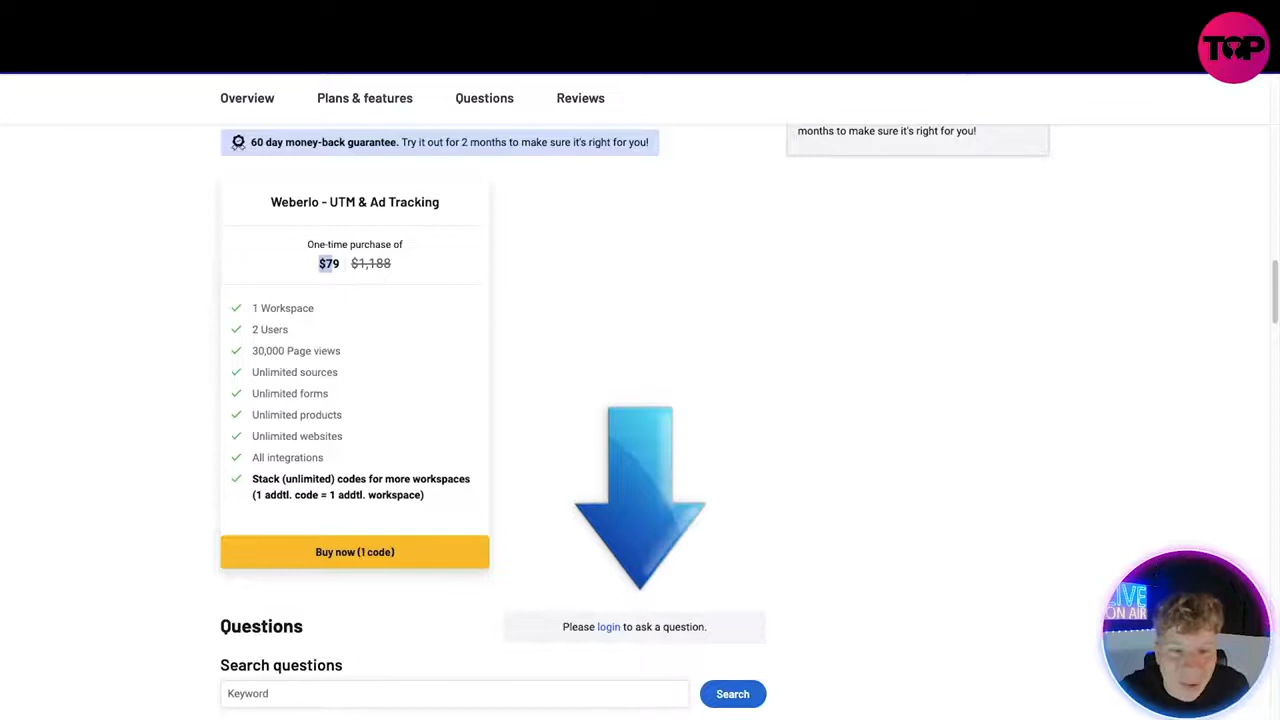 TOP
Overview
Plans & features
Questions
Reviews
months to make sure it's right for you!
60 day money-back guarantee. Try it out for 2 months to make sure it's right for you!
Weberlo - UTM & Ad Tracking
One-time purchase of
$79 $1,188
1 Workspace
2 Users
30,000 Page views
Unlimited sources
Unlimited forms
Unlimited products
Unlimited websites
All integrations
Stack (unlimited) codes for more workspaces
(1 addtl. code = 1 addtl. workspace)
Buy now (1 code)
Questions
Please login to ask a question.
Search questions
Keyword
Search
LIVE
ON AIR